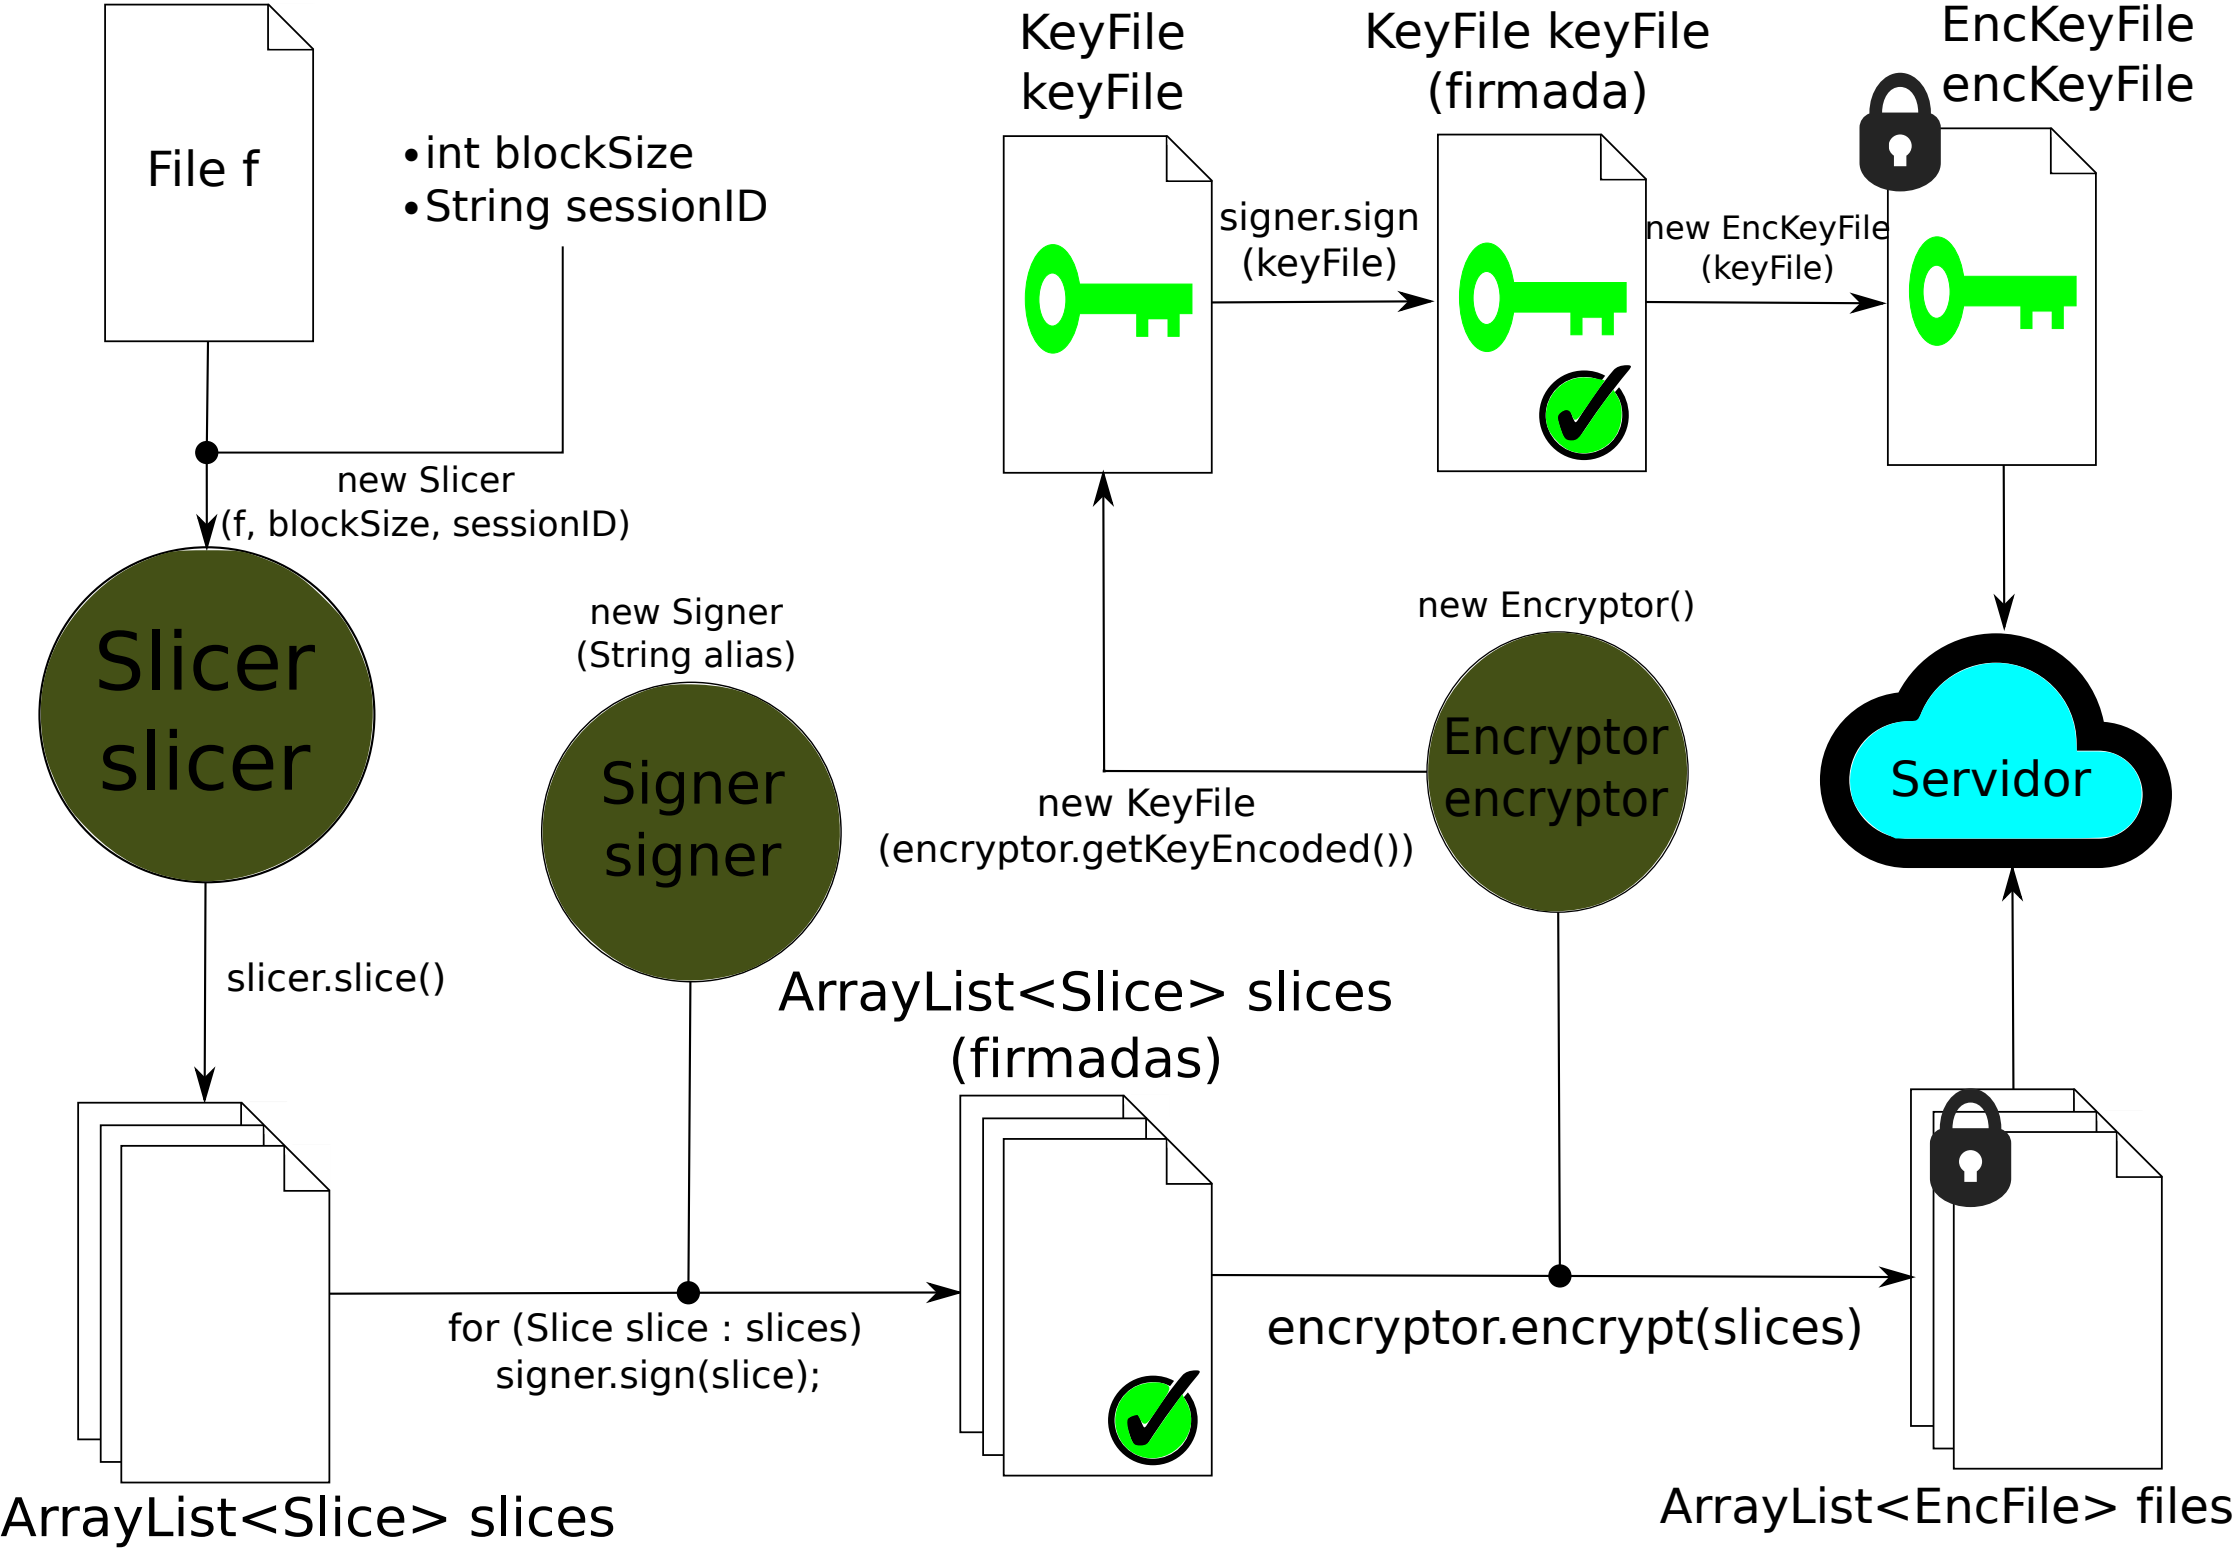 File f
•int blockSize
•String sessionID
new Slicer
(f, blockSize, sessionID)
Slicer
slicer
slicer.slice()
ArrayList<Slice> slices
new Signer
(String alias)
Signer
signer
for (Slice slice : slices)
signer.sign(slice);
ArrayList<Slice> slices
(firmadas)
new Encryptor()
Encryptor
encryptor
encryptor.encrypt(slices)
ArrayList<EncFile> files
new KeyFile
(encryptor.getKeyEncoded())
KeyFile
keyFile
signer.sign
(keyFile)
KeyFile keyFile
(firmada)
new EncKeyFile
(keyFile)
EncKeyFile
encKeyFile
Servidor